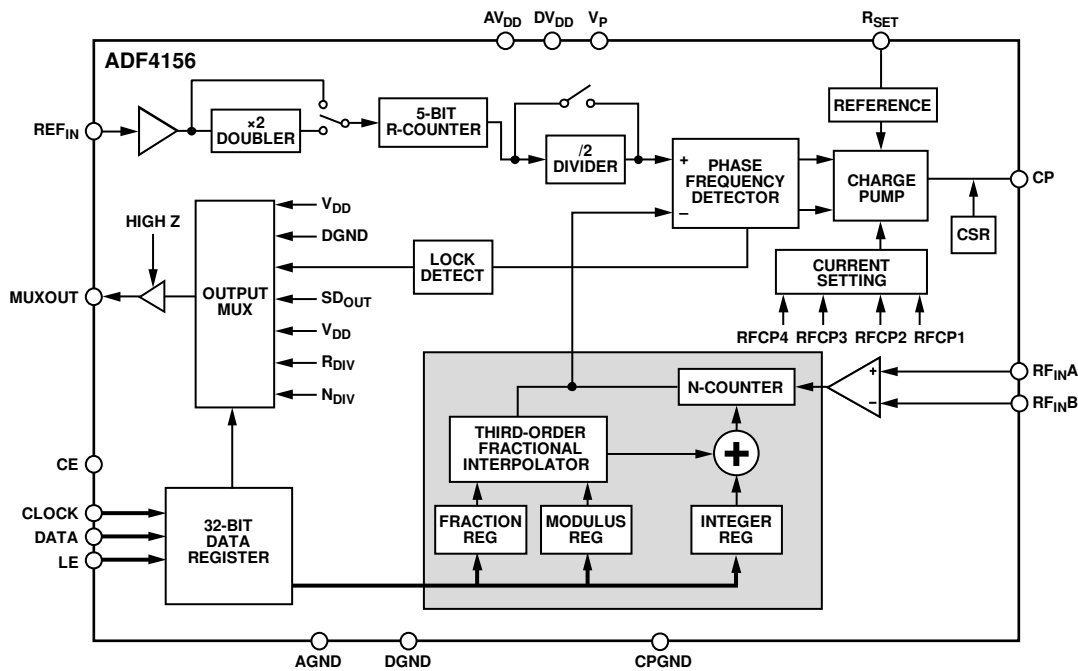 AVDD DVDD VP RSET
ADF4156
REFERENCE
×2
DOUBLER
5-BIT
R-COUNTER
REFIN
/2
DIVIDER
+
–
PHASE
FREQUENCY
DETECTOR
CHARGE
PUMP
CP
CSR
HIGH Z
VDD
DGND
LOCK
DETECT
CURRENT
SETTING
MUXOUT
OUTPUT
MUX
SDOUT
VDD
RDIV
NDIV
RFCP4 RFCP3 RFCP2 RFCP1
N-COUNTER
+
–
RFINA
RFINB
THIRD-ORDER
FRACTIONAL
INTERPOLATOR
+
CE
CLOCK
DATA
LE
32-BIT
DATA
REGISTER
FRACTION
REG
MODULUS
REG
INTEGER
REG
AGND DGND CPGND